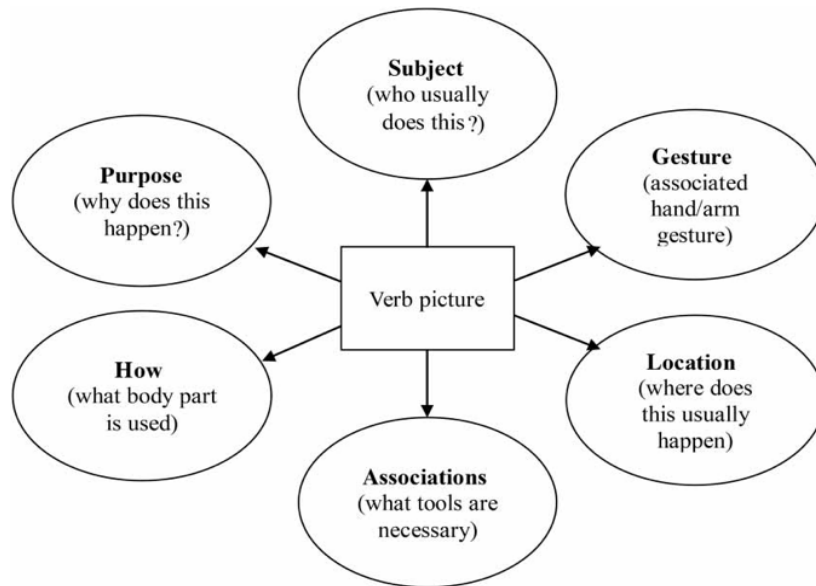 Subject
(who usually
does this?)
Purpose
(why does this
happen?)
Gesture
(associated
hand/arm
gesture)
Verb picture
How
(what body part
is used)
Location
(where does
this usually
happen)
Associations
(what tools are
necessary)